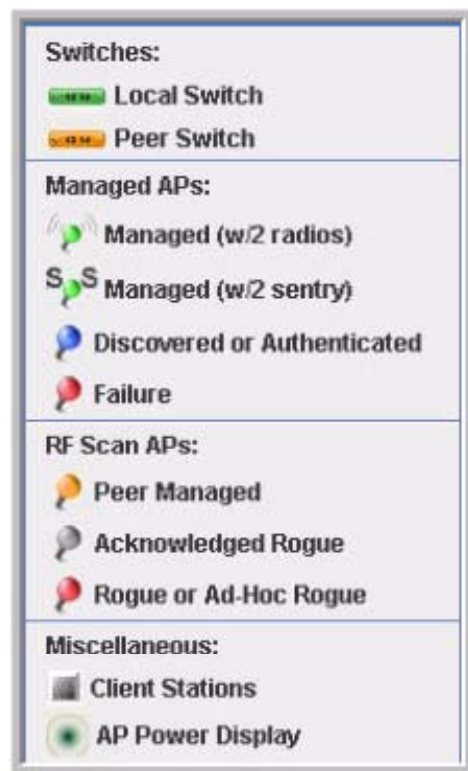 Switches:
Local Switch
Peer Switch
Managed APs:
Managed (w/2 radios)
S S Managed (w/2 sentry)
Discovered or Authenticated
Failure
RF Scan APs:
Peer Managed
Acknowledged Rogue
Rogue or Ad-Hoc Rogue
Miscellaneous:
Client Stations
AP Power Display